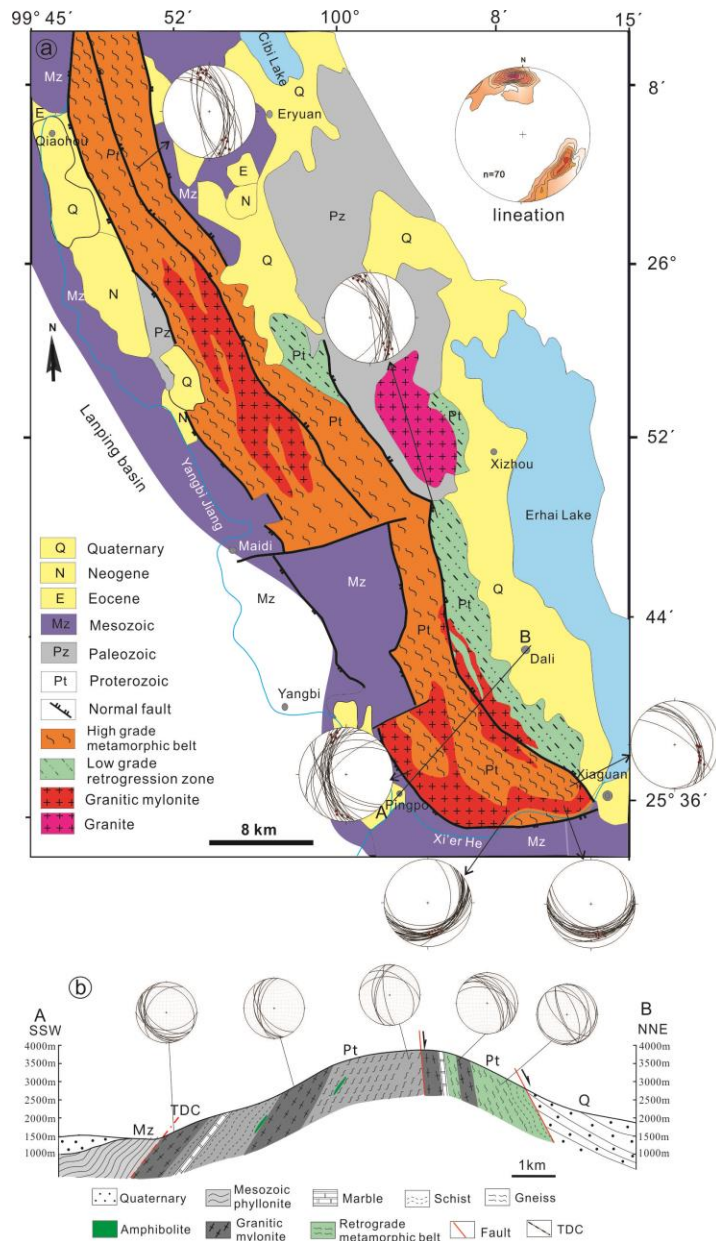 99° 45´ 52´ 100° 8´ 15´
a
Cibi Lake
Mz
Q
8´
N
E
Qiaohou
Pt
Eryuan
Mz
E
N
n=70
lineation
Q
Pz
Q
Q
Mz
N
26°
N
Pz
Pt
Q
Pt
Pt
N
52´
Xizhou
Lanping basin
Yangbi Jiang
Erhai Lake
Maidi
Q Quaternary
N Neogene
E Eocene
Mz Mesozoic
Pz Paleozoic
Pt Proterozoic
Normal fault
High grade
metamorphic belt
Low grade
retrogression zone
Granitic mylonite
Granite
8 km
Mz
Mz
Pt
Q
Pt
44´
B
Dali
Yangbi
Pt
Xiaguan
A
Pingpo
25° 36´
Xi'er He
Mz
b
A
SSW
B
NNE
4000m
3500m
3000m
2500m
2000m
1500m
1000m
Pt
Pt
TDC
Mz
Q
4000m
3500m
3000m
2500m
2000m
1500m
1000m
1km
Quaternary
Mesozoic
phyllonite
Marble
Schist
Gneiss
Amphibolite
Granitic
mylonite
Retrograde
metamorphic belt
Fault
TDC